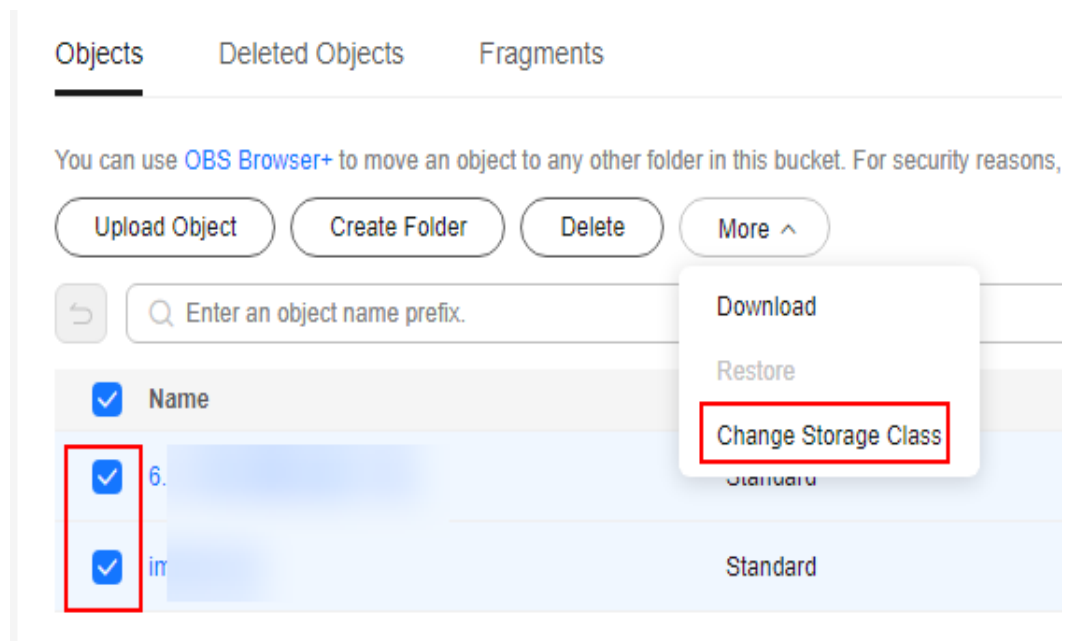 Objects Deleted Objects Fragments
You can use OBS Browser+ to move an object to any other folder in this bucket. For security reasons,
Upload Object Create Folder Delete More
Enter an object name prefix.
Download
Restore
Change Storage Class
Name
6.
Standard
im
Standard